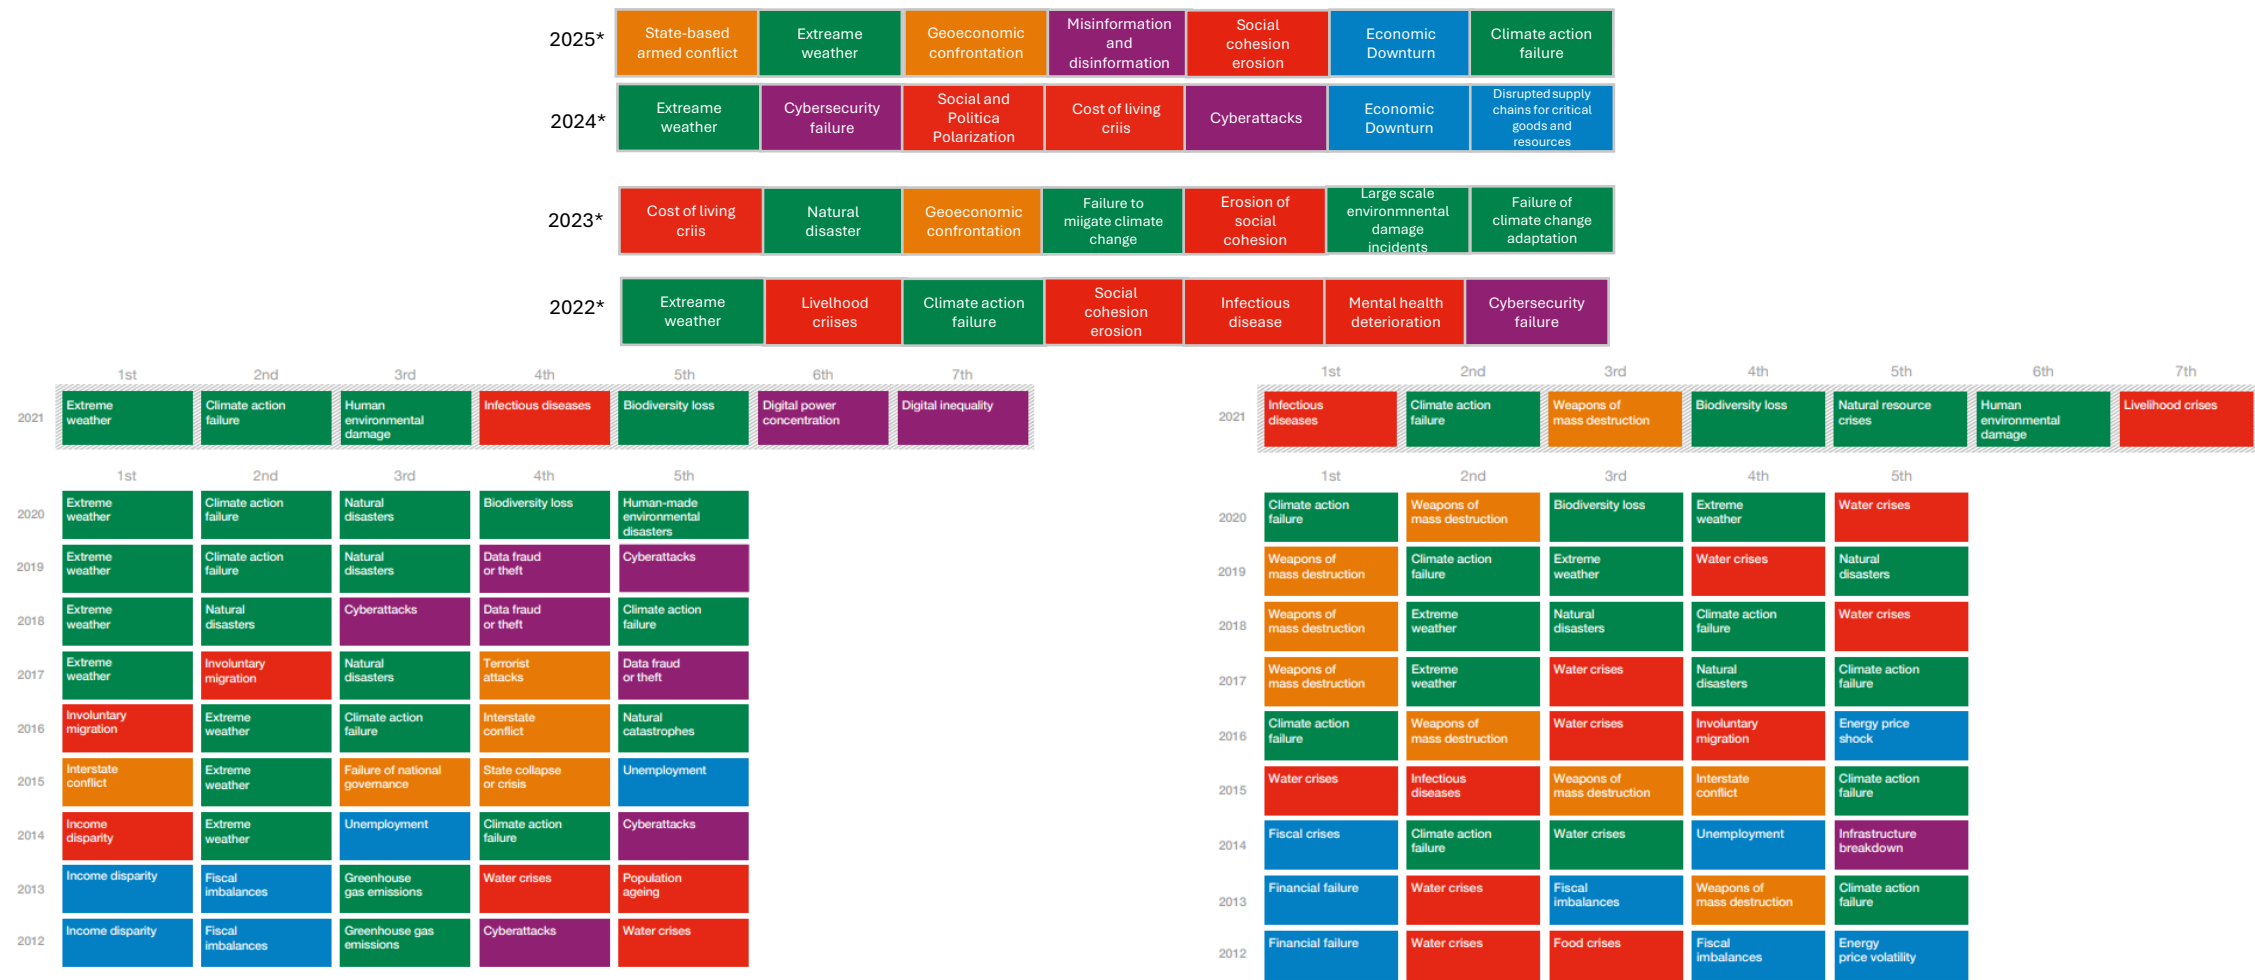 2025*
State-based
armed conflict
Extreame
weather
Geoeconomic
confrontation
Misinformation
and
disinformation
Social
cohesion
erosion
Economic
Downturn
Climate action
failure
2024*
Extreame
weather
Cybersecurity
failure
Social and
Politica
Polarization
Cost of living
criis
Cyberattacks
Economic
Downturn
Disrupted supply
chains for critical
goods and
resources
2023*
Cost of living
criis
Natural
disaster
Geoeconomic
confrontation
Failure to
miigate climate
change
Erosion of
social
cohesion
Large scale
environmnental
damage
incidents
Failure of
climate change
adaptation
2022*
Extreame
weather
Livelhood
criises
Climate action
failure
Social
cohesion
erosion
Infectious
disease
Mental health
deterioration
Cybersecurity
failure
1st 2nd 3rd 4th 5th 6th 7th
2021
Extreme
weather
Climate action
failure
Human
environmental
damage
Infectious diseases
Biodiversity loss
Digital power
concentration
Digital inequality
1st 2nd 3rd 4th 5th
2020
Extreme
weather
Climate action
failure
Natural
disasters
Biodiversity loss
Human-made
environmental
disasters
2019
Extreme
weather
Climate action
failure
Natural
disasters
Data fraud
or theft
Cyberattacks
2018
Extreme
weather
Natural
disasters
Cyberattacks
Data fraud
or theft
Climate action
failure
2017
Extreme
weather
Involuntary
migration
Natural
disasters
Terrorist
attacks
Data fraud
or theft
2016
Involuntary
migration
Extreme
weather
Climate action
failure
Interstate
conflict
Natural
catastrophes
2015
Interstate
conflict
Extreme
weather
Failure of national
governance
State collapse
or crisis
Unemployment
2014
Income
disparity
Extreme
weather
Unemployment
Climate action
failure
Cyberattacks
2013
Income disparity
Fiscal
imbalances
Greenhouse
gas emissions
Water crises
Population
ageing
2012
Income disparity
Fiscal
imbalances
Greenhouse gas
emissions
Cyberattacks
Water crises
1st 2nd 3rd 4th 5th 6th 7th
2021
Infectious
diseases
Climate action
failure
Weapons of
mass destruction
Biodiversity loss
Natural resource
crises
Human
environmental
damage
Livelihood crises
1st 2nd 3rd 4th 5th
2020
Climate action
failure
Weapons of
mass destruction
Biodiversity loss
Extreme
weather
Water crises
2019
Weapons of
mass destruction
Climate action
failure
Extreme
weather
Water crises
Natural
disasters
2018
Weapons of
mass destruction
Extreme
weather
Natural
disasters
Climate action
failure
Water crises
2017
Weapons of
mass destruction
Extreme
weather
Water crises
Natural
disasters
Climate action
failure
2016
Climate action
failure
Weapons of
mass destruction
Water crises
Involuntary
migration
Energy price
shock
2015
Water crises
Infectious
diseases
Weapons of
mass destruction
Interstate
conflict
Climate action
failure
2014
Fiscal crises
Climate action
failure
Water crises
Unemployment
Infrastructure
breakdown
2013
Financial failure
Water crises
Fiscal
imbalances
Weapons of
mass destruction
Climate action
failure
2012
Financial failure
Water crises
Food crises
Fiscal
imbalances
Energy
price volatility